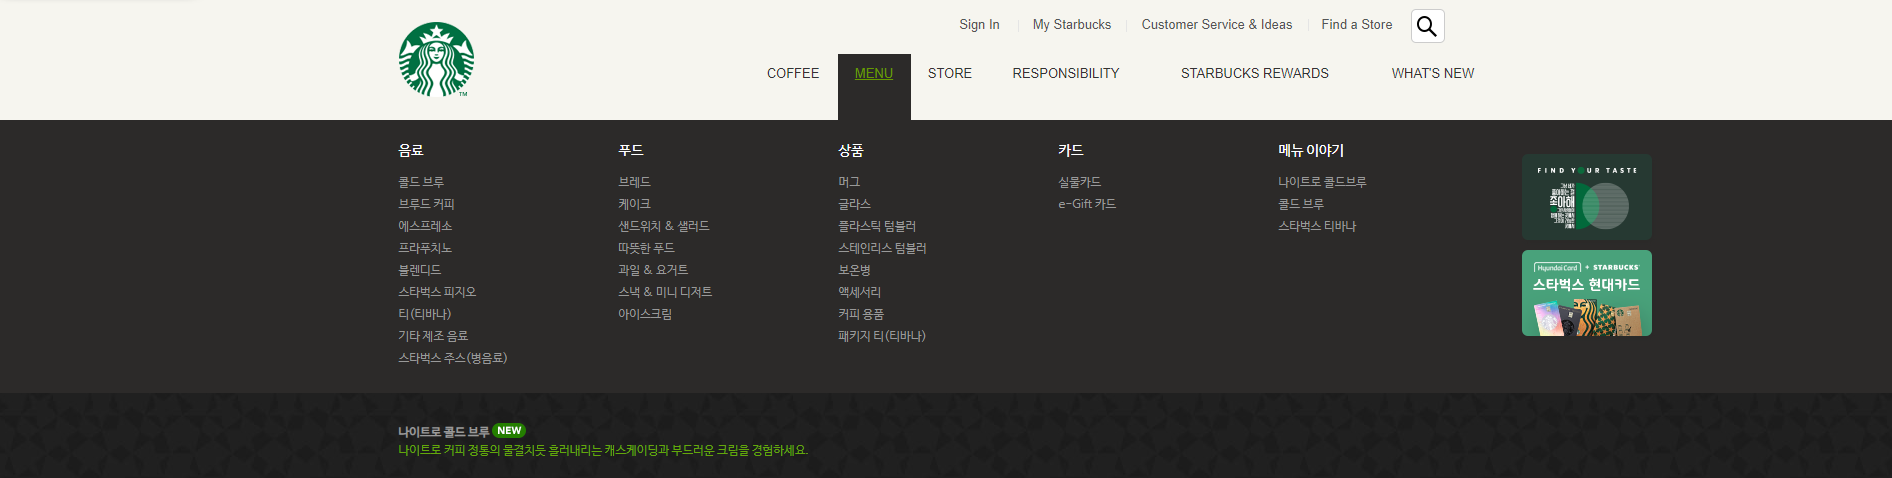 Sign In
My Starbucks
Customer Service & Ideas
Find a Store
TM
COFFEE
MENU
STORE
RESPONSIBILITY
STARBUCKS REWARDS
WHAT'S NEW
음료
콜드 브루
브루드 커피
에스프레소
프라푸치노
블렌디드
스타벅스 피지오
티(티바나)
기타 제조 음료
스타벅스 주스(병음료)
푸드
브레드
케이크
샌드위치 & 샐러드
따뜻한 푸드
과일 & 요거트
스낵 & 미니 디저트
아이스크림
상품
머그
글라스
플라스틱 텀블러
스테인리스 텀블러
보온병
액세서리
커피 용품
패키지 티(티바나)
카드
실물카드
e-Gift 카드
메뉴 이야기
나이트로 콜드브루
콜드 브루
스타벅스 티바나
FIND YOUR TASTE
좋아해
HyundaiCard + STARBUCKS
스타벅스 현대카드
나이트로 콜드 브루 NEW
나이트로 커피 정통의 물결치듯 흘러내리는 캐스케이딩과 부드러운 크림을 경험하세요.